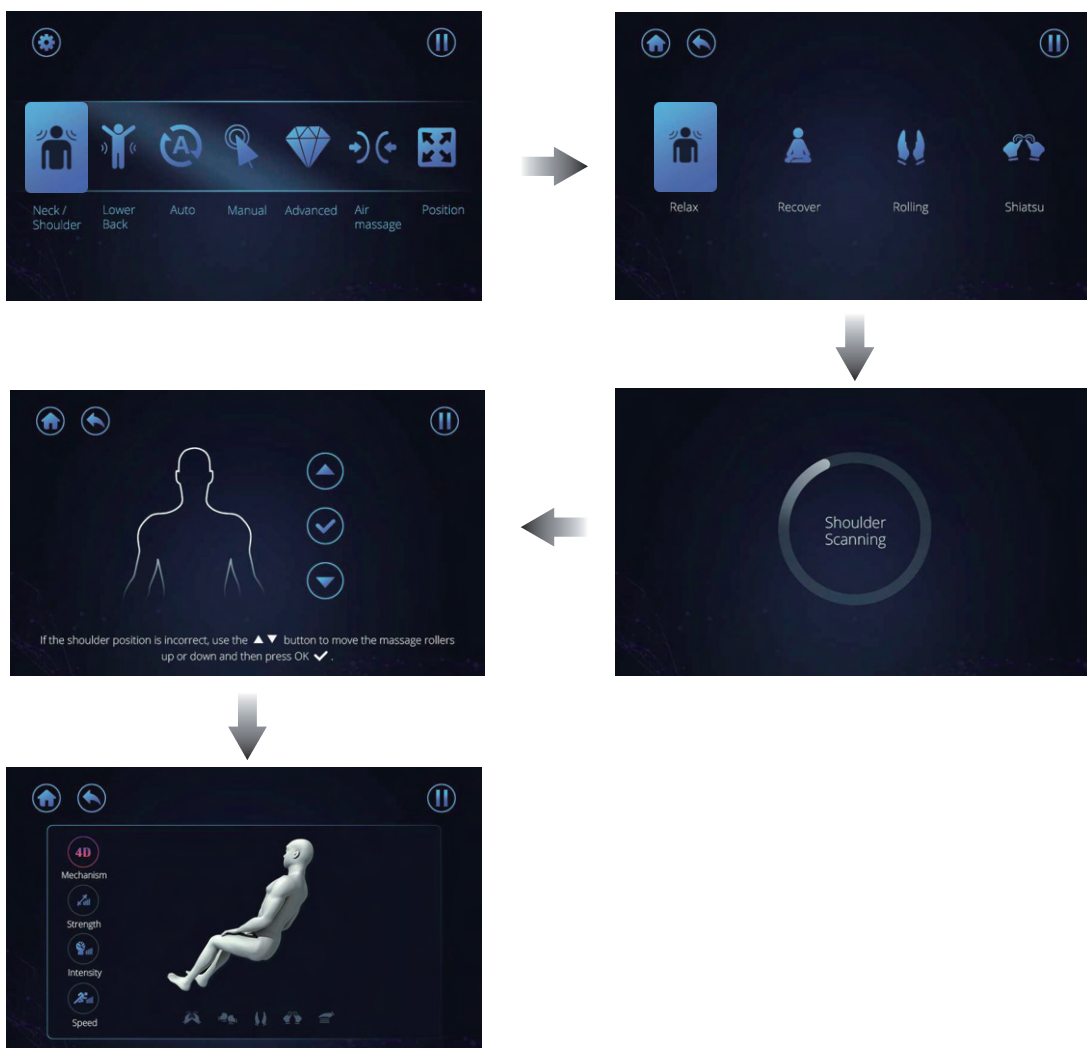 Neck /
Shoulder
Lower
Back
A
Auto
Manual
Advanced
Air
massage
Position
Relax
Recover
Rolling
Shiatsu
Shoulder
Scanning
If the shoulder position is incorrect, use the ▲ ▼ button to move the massage rollers
up or down and then press OK ✔ .
4D
Mechanism
Strength
Intensity
Speed